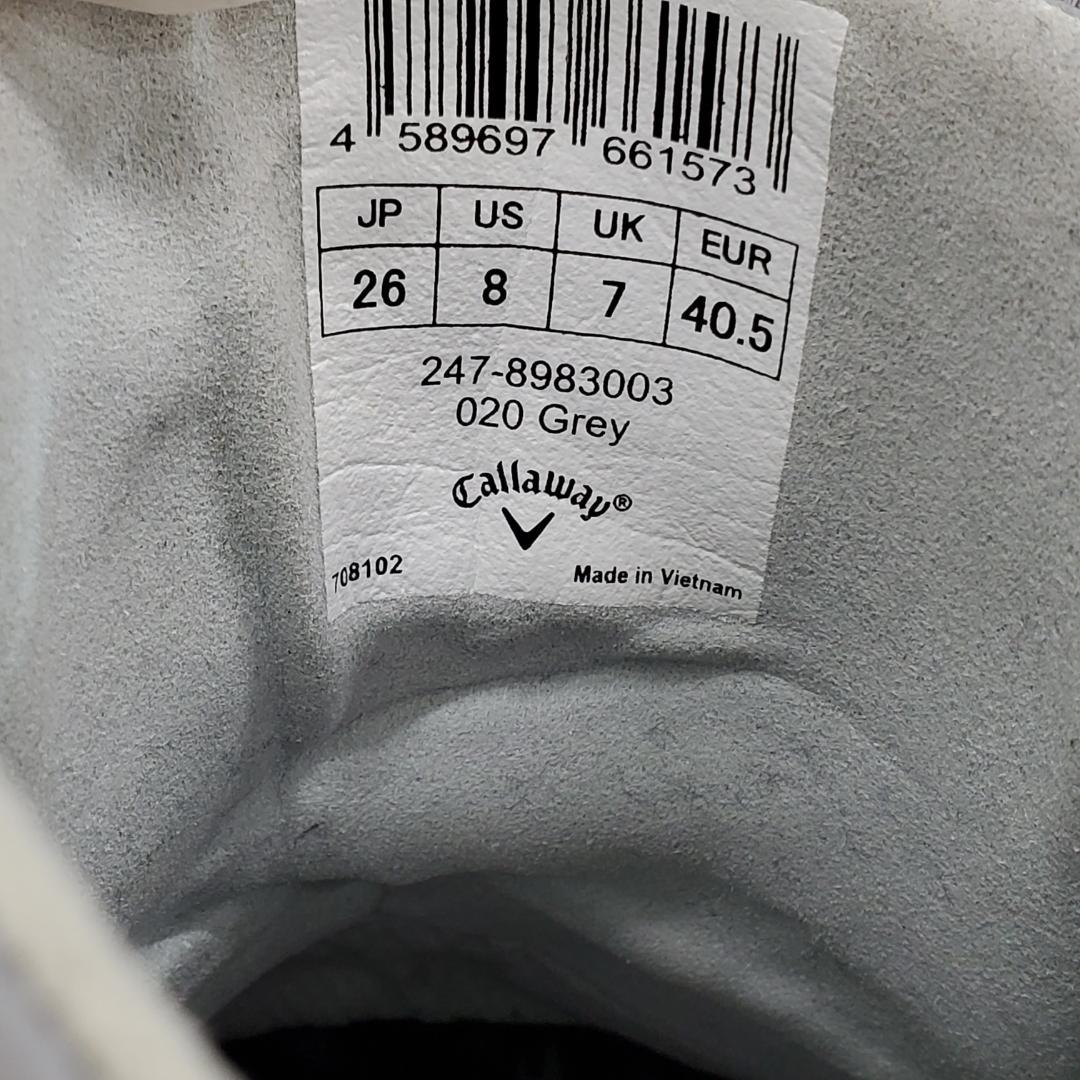 4 589697 661573
JP US UK EUR
26 8 7 40.5
247-8983003
020 Grey
Callaway®
708102 Made in Vietnam